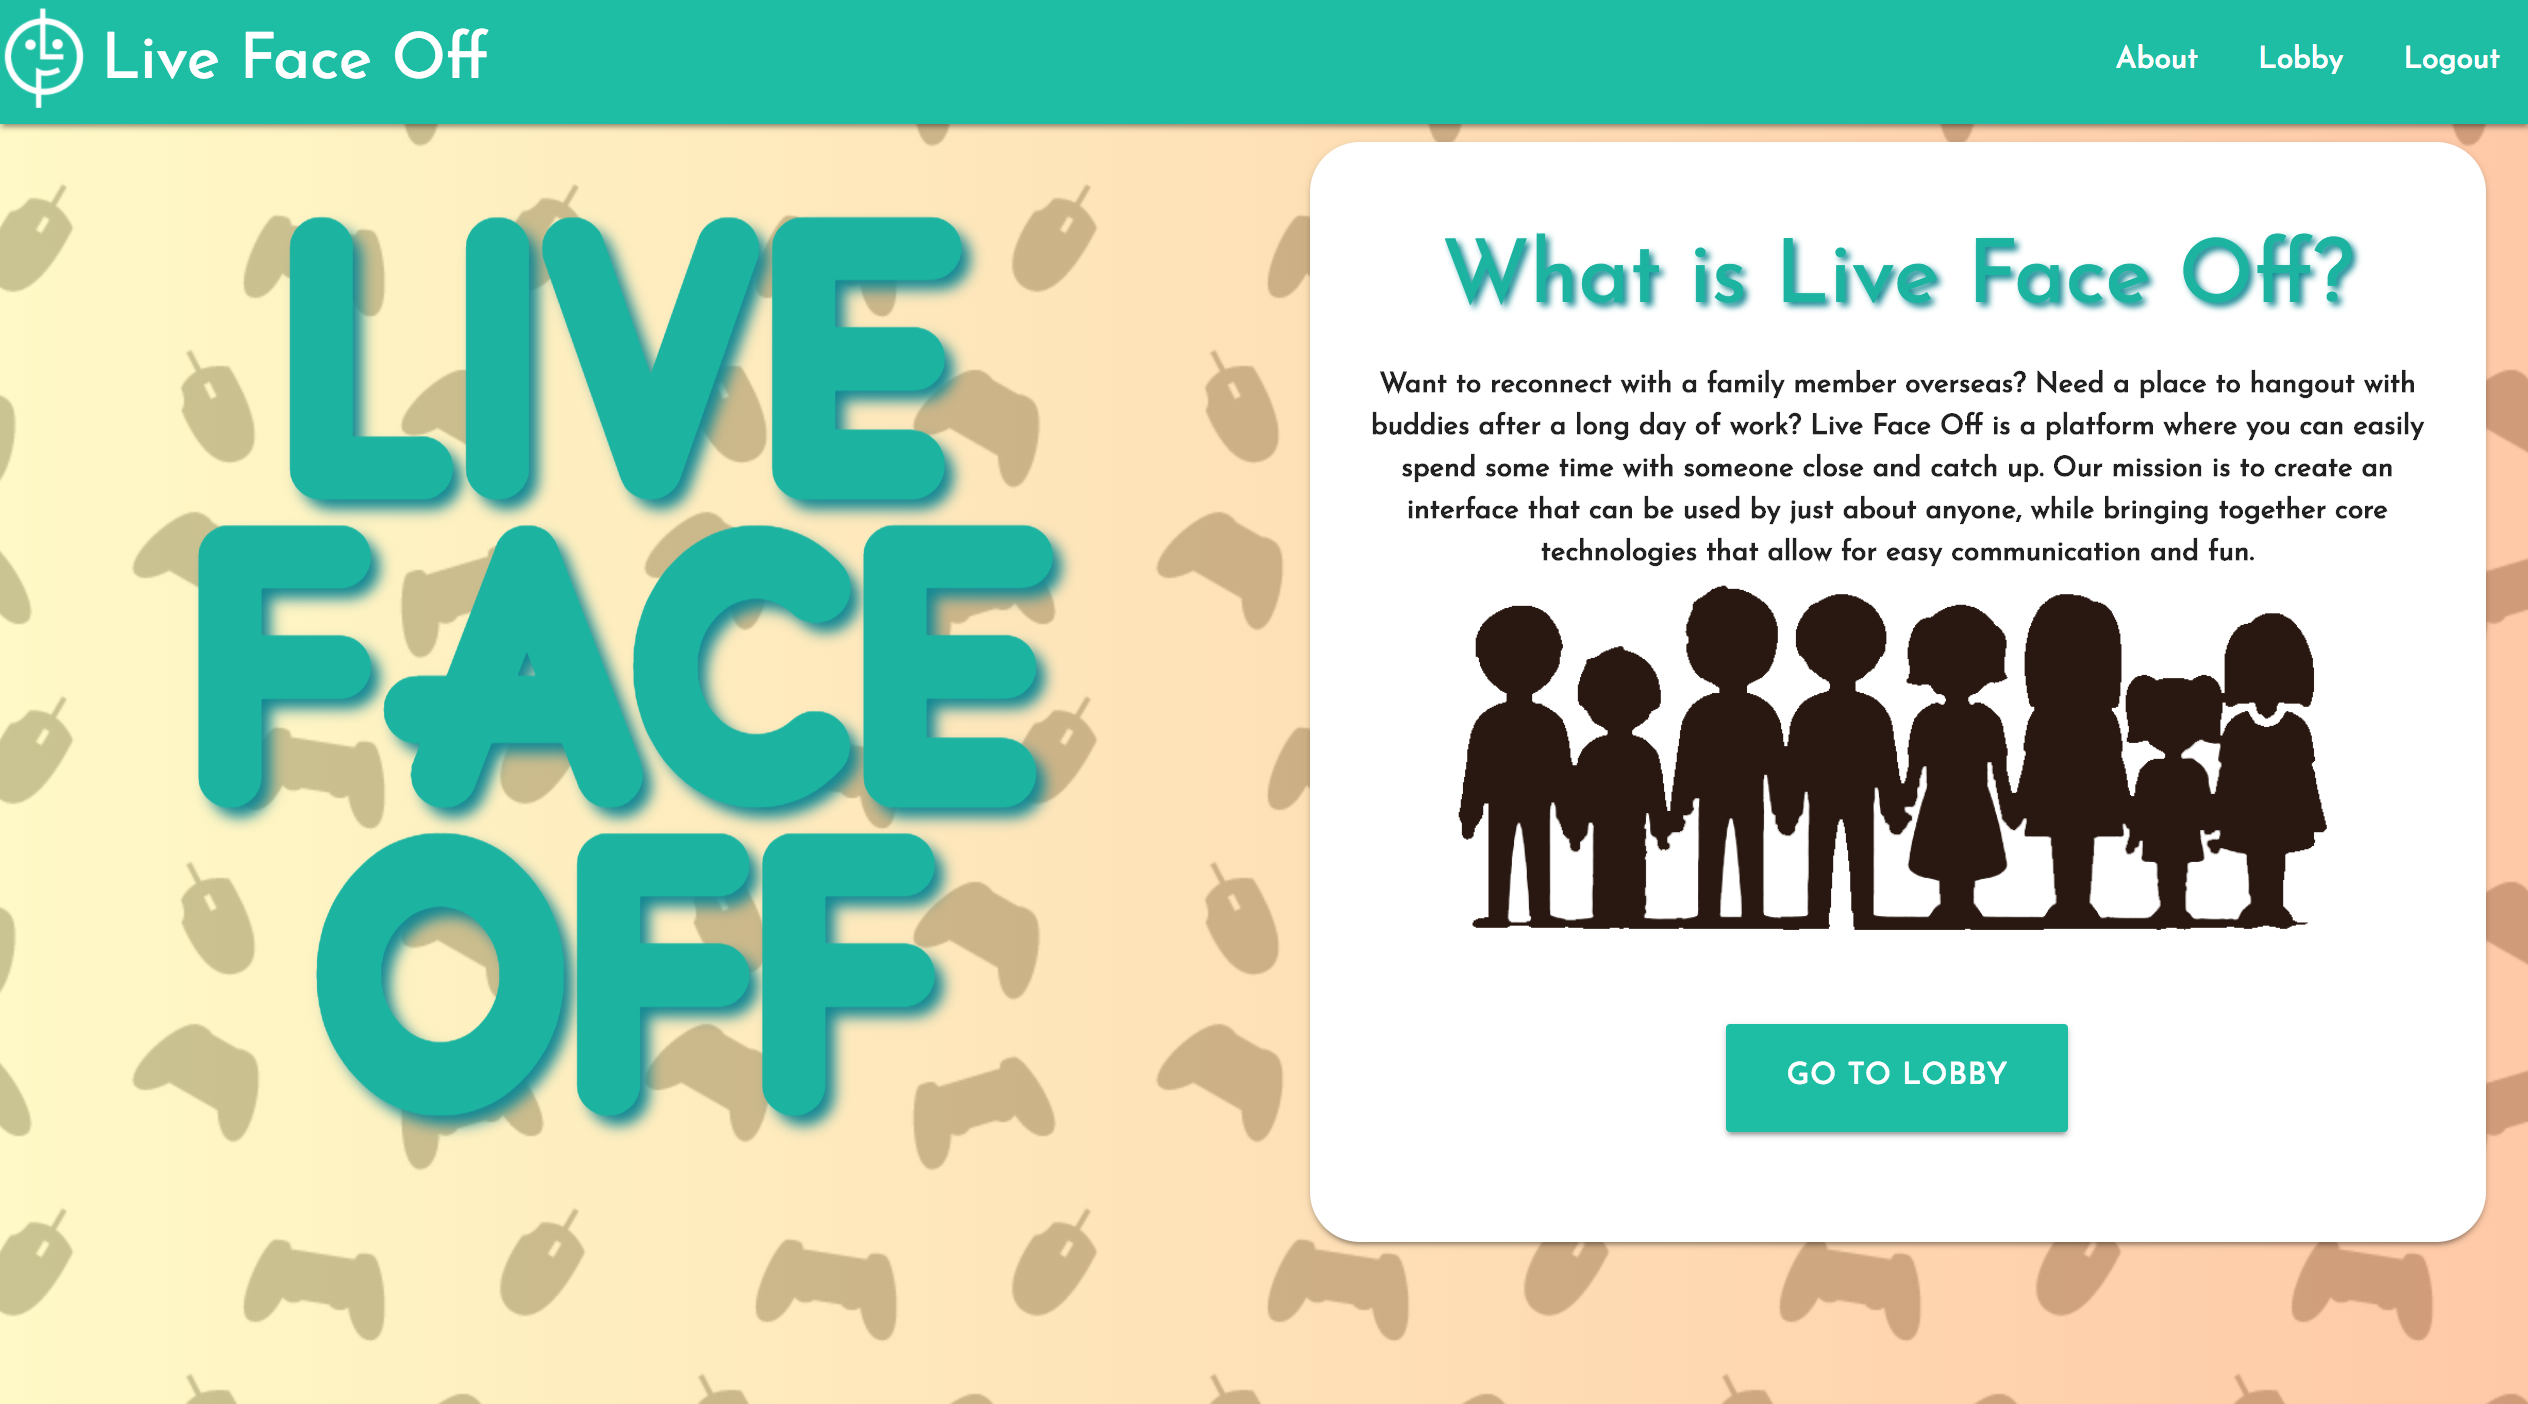 Live Face Off
About
Lobby
Logout
LIVE
FACE
OFF
What is Live Face Off?
Want to reconnect with a family member overseas? Need a place to hangout with
buddies after a long day of work? Live Face Off is a platform where you can easily
spend some time with someone close and catch up. Our mission is to create an
interface that can be used by just about anyone, while bringing together core
technologies that allow for easy communication and fun.
GO TO LOBBY